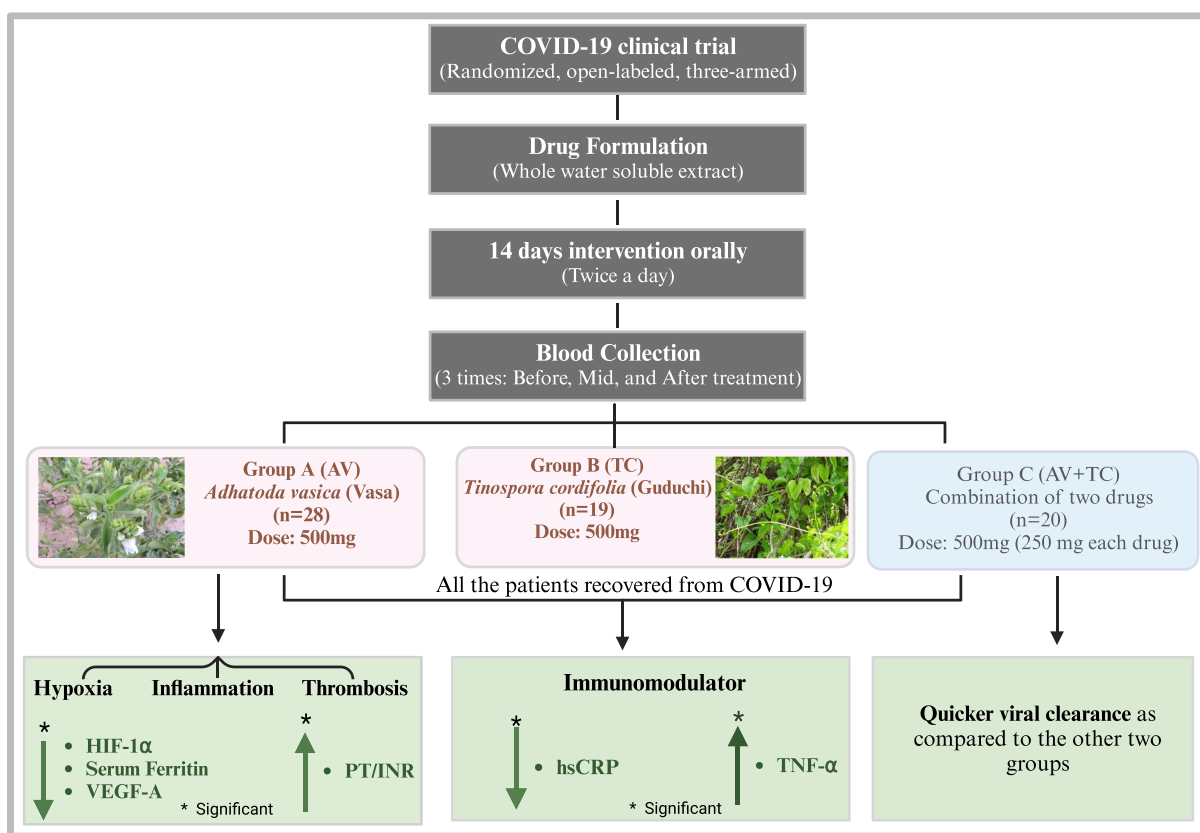 COVID-19 clinical trial
(Randomized, open-labeled, three-armed)
Drug Formulation
(Whole water soluble extract)
14 days intervention orally
(Twice a day)
Blood Collection
(3 times: Before, Mid, and After treatment)
Group A (AV)
Adhatoda vasica (Vasa)
(n=28)
Dose: 500mg
Group B (TC)
Tinospora cordifolia (Guduchi)
(n=19)
Dose: 500mg
Group C (AV+TC)
Combination of two drugs
(n=20)
Dose: 500mg (250 mg each drug)
All the patients recovered from COVID-19
Hypoxia Inflammation Thrombosis
*
• HIF-1α
• Serum Ferritin
• VEGF-A
*
• PT/INR
* Significant
Immunomodulator
*
• hsCRP
*
• TNF-α
* Significant
Quicker viral clearance as
compared to the other two
groups